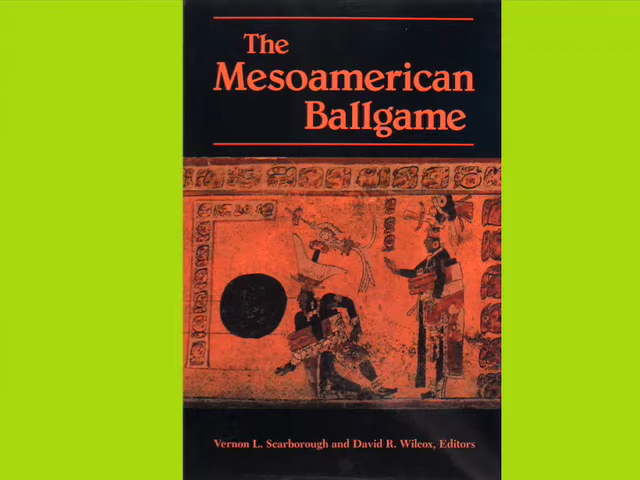 The
Mesoamerican
Ballgame
Vernon L. Scarborough and David R. Wilcox, Editors